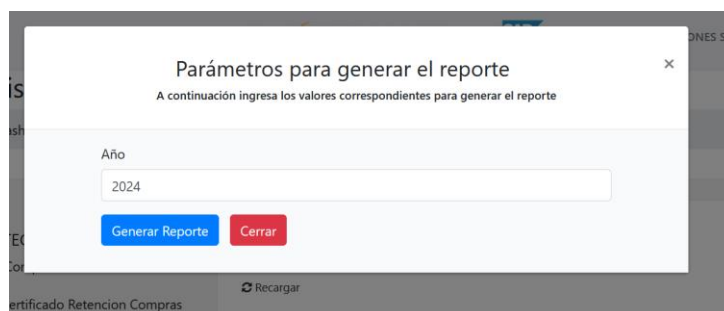 Parámetros para generar el reporte
×
A continuación ingresa los valores correspondientes para generar el reporte
Año
2024
Generar Reporte
Cerrar
Recargar
Retencion Compras